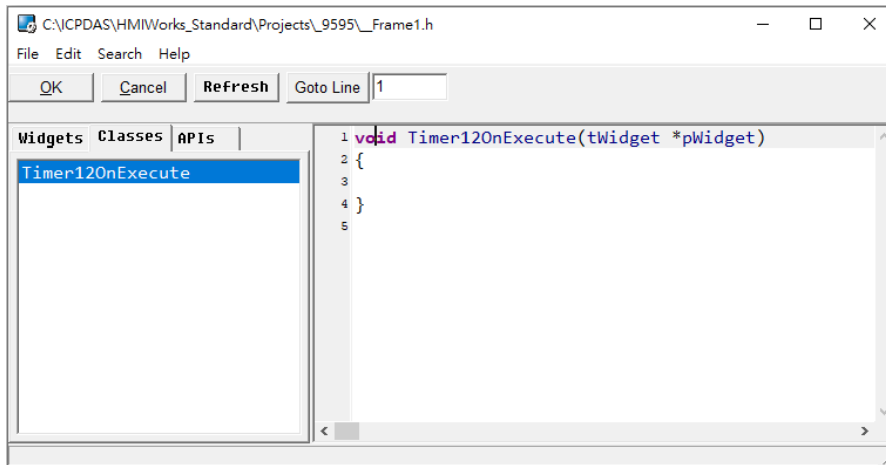 C:\ICPDAS\HMIWorks_Standard\Projects\_9595\__Frame1.h
File Edit Search Help
OK Cancel Refresh Goto Line 1
Widgets Classes APIs
Timer12OnExecute
1 void Timer12OnExecute(tWidget *pWidget)
2 {
3
4 }
5